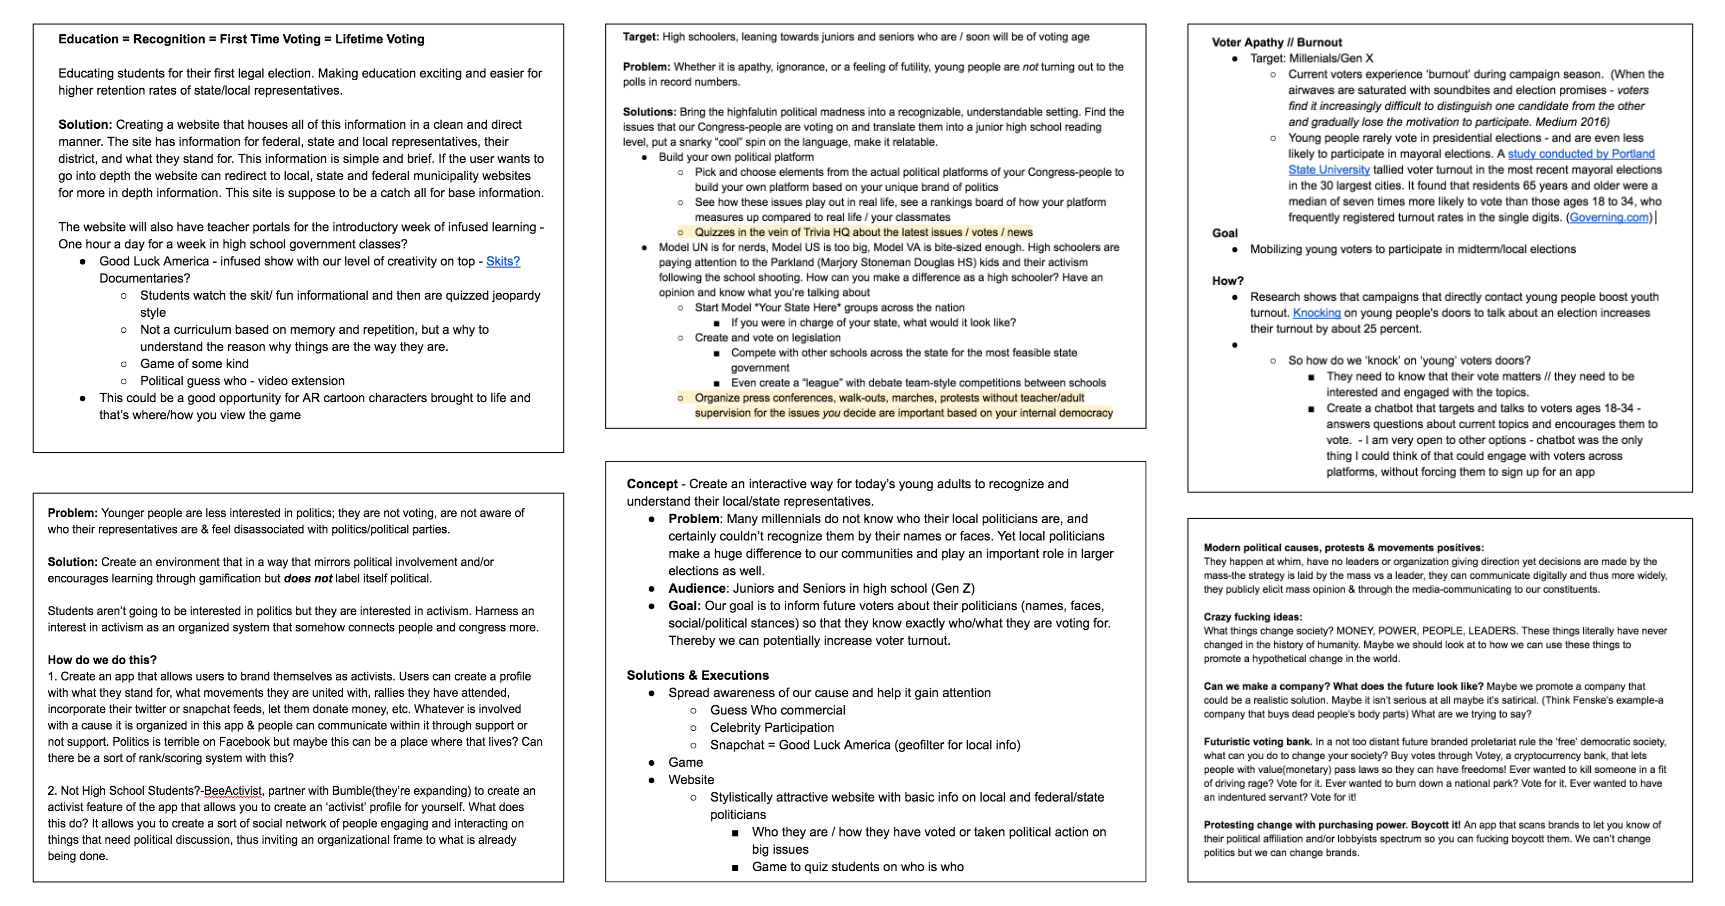 Education = Recognition = First Time Voting = Lifetime Voting
Educating students for their first legal election. Making education exciting and easier for
higher retention rates of state/local representatives.
Solution: Creating a website that houses all of this information in a clean and direct
manner. The site has information for federal, state and local representatives, their
district, and what they stand for. This information is simple and brief. If the user wants to
go into depth the website can redirect to local, state and federal municipality websites
for more in depth information. This site is suppose to be a catch all for base information.
The website will also have teacher portals for the introductory week of infused learning -
One hour a day for a week in high school government classes?
● Good Luck America - infused show with our level of creativity on top - Skits?
Documentaries?
○ Students watch the skit/ fun informational and then are quizzed jeopardy
style
○ Not a curriculum based on memory and repetition, but a why to
understand the reason why things are the way they are.
○ Game of some kind
○ Political guess who - video extension
● This could be a good opportunity for AR cartoon characters brought to life and
that's where/how you view the game
Problem: Younger people are less interested in politics; they are not voting, are not aware of
who their representatives are & feel disassociated with politics/political parties.
Solution: Create an environment that in a way that mirrors political involvement and/or
encourages learning through gamification but does not label itself political.
Students aren't going to be interested in politics but they are interested in activism. Harness an
interest in activism as an organized system that somehow connects people and congress more.
How do we do this?
1. Create an app that allows users to brand themselves as activists. Users can create a profile
with what they stand for, what movements they are united with, rallies they have attended,
incorporate their twitter or snapchat feeds, let them donate money, etc. Whatever is involved
with a cause it is organized in this app & people can communicate within it through support or
not support. Politics is terrible on Facebook but maybe this can be a place where that lives? Can
there be a sort of rank/scoring system with this?
2. Not High School Students?-BeeActivist, partner with Bumble(they're expanding) to create an
activist feature of the app that allows you to create an 'activist' profile for yourself. What does
this do? It allows you to create a sort of social network of people engaging and interacting on
things that need political discussion, thus inviting an organizational frame to what is already
being done.
Target: High schoolers, leaning towards juniors and seniors who are / soon will be of voting age
Problem: Whether it is apathy, ignorance, or a feeling of futility, young people are not turning out to the
polls in record numbers.
Solutions: Bring the highfalutin political madness into a recognizable, understandable setting. Find the
issues that our Congress-people are voting on and translate them into a junior high school reading
level, put a snarky "cool" spin on the language, make it relatable.
● Build your own political platform
○ Pick and choose elements from the actual political platforms of your Congress-people to
build your own platform based on your unique brand of politics
○ See how these issues play out in real life, see a rankings board of how your platform
measures up compared to real life / your classmates
○ Quizzes in the vein of Trivia HQ about the latest issues / votes / news
● Model UN is for nerds, Model US is too big, Model VA is bite-sized enough. High schoolers are
paying attention to the Parkland (Marjory Stoneman Douglas HS) kids and their activism
following the school shooting. How can you make a difference as a high schooler? Have an
opinion and know what you're talking about
○ Start Model *Your State Here* groups across the nation
■ If you were in charge of your state, what would it look like?
○ Create and vote on legislation
■ Compete with other schools across the state for the most feasible state
government
■ Even create a "league" with debate team-style competitions between schools
○ Organize press conferences, walk-outs, marches, protests without teacher/adult
supervision for the issues you decide are important based on your internal democracy
Concept - Create an interactive way for today's young adults to recognize and
understand their local/state representatives.
● Problem: Many millennials do not know who their local politicians are, and
certainly couldn't recognize them by their names or faces. Yet local politicians
make a huge difference to our communities and play an important role in larger
elections as well.
● Audience: Juniors and Seniors in high school (Gen Z)
● Goal: Our goal is to inform future voters about their politicians (names, faces,
social/political stances) so that they know exactly who/what they are voting for.
Thereby we can potentially increase voter turnout.
Solutions & Executions
● Spread awareness of our cause and help it gain attention
○ Guess Who commercial
○ Celebrity Participation
○ Snapchat = Good Luck America (geofilter for local info)
● Game
● Website
○ Stylistically attractive website with basic info on local and federal/state
politicians
■ Who they are / how they have voted or taken political action on
big issues
■ Game to quiz students on who is who
Voter Apathy // Burnout
● Target: Millenials/Gen X
○ Current voters experience 'burnout' during campaign season. (When the
airwaves are saturated with soundbites and election promises - voters
find it increasingly difficult to distinguish one candidate from the other
and gradually lose the motivation to participate. Medium 2016)
○ Young people rarely vote in presidential elections - and are even less
likely to participate in mayoral elections. A study conducted by Portland
State University tallied voter turnout in the most recent mayoral elections
in the 30 largest cities. It found that residents 65 years and older were a
median of seven times more likely to vote than those ages 18 to 34, who
frequently registered turnout rates in the single digits. (Governing.com)
Goal
● Mobilizing young voters to participate in midterm/local elections
How?
● Research shows that campaigns that directly contact young people boost youth
turnout. Knocking on young people's doors to talk about an election increases
their turnout by about 25 percent.
●
○ So how do we 'knock' on 'young' voters doors?
■ They need to know that their vote matters // they need to be
interested and engaged with the topics.
■ Create a chatbot that targets and talks to voters ages 18-34 -
answers questions about current topics and encourages them to
vote. - I am very open to other options - chatbot was the only
thing I could think of that could engage with voters across
platforms, without forcing them to sign up for an app
Modern political causes, protests & movements positives:
They happen at whim, have no leaders or organization giving direction yet decisions are made by the
mass-the strategy is laid by the mass vs a leader, they can communicate digitally and thus more widely,
they publicly elicit mass opinion & through the media-communicating to our constituents.
Crazy fucking ideas:
What things change society? MONEY, POWER, PEOPLE, LEADERS. These things literally have never
changed in the history of humanity. Maybe we should look at to how we can use these things to
promote a hypothetical change in the world.
Can we make a company? What does the future look like? Maybe we promote a company that
could be a realistic solution. Maybe it isn't serious at all maybe it's satirical. (Think Fenske's example-a
company that buys dead people's body parts) What are we trying to say?
Futuristic voting bank. In a not too distant future branded proletariat rule the 'free' democratic society,
what can you do to change your society? Buy votes through Votey, a cryptocurrency bank, that lets
people with value(monetary) pass laws so they can have freedoms! Ever wanted to kill someone in a fit
of driving rage? Vote for it. Ever wanted to burn down a national park? Vote for it. Ever wanted to have
an indentured servant? Vote for it!
Protesting change with purchasing power. Boycott it! An app that scans brands to let you know of
their political affiliation and/or lobbyists spectrum so you can fucking boycott them. We can't change
politics but we can change brands.